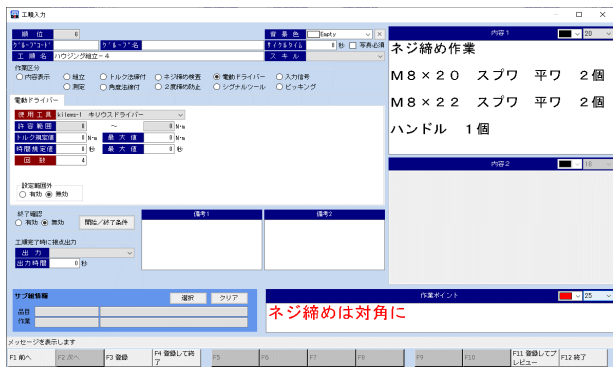 工順入力
順 位 6
背 景 色 Empty
ｸﾞﾙｰﾌﾟｺｰﾄﾞ ｸﾞﾙｰﾌﾟ名
ｻｲｸﾙﾀｲﾑ 0 秒 写真必須
工 順 名 ハウジング組立－4
ス キ ル
作業区分
内容表示 組立 トルク法締付 ネジ締め検査 電動ドライバー 入力信号
測定 角度法締付 2度締め防止 シグナルツール ピッキング
電動ドライバー
使 用 工 具 kilews-1 キリウスドライバー
許 容 範 囲 0 ～ 0 N･m
トルク規定値 0 N･m 最 大 値 0 N･m
時間規定値 0 秒 最 大 値 0 秒
回 数 4
設定範囲外
有効 無効
終了確認
有効 無効 開始/終了条件
備考1 備考2
工順完了時に接点出力
出 力
出力時間 0 秒
サブ組情報 選択 クリア
品目
作業
内容1 20
ネジ締め作業
Ｍ８×２０ スプワ 平ワ ２個
Ｍ８×２２ スプワ 平ワ ２個
ハンドル １個
内容2 18
作業ポイント 25
ネジ締めは対角に
メッセージを表示します
F1 前へ F2 次へ F3 登録 F4 登録して終了 F5 F6 F7 F8 F9 F10 F11 登録してプレビュー F12 終了